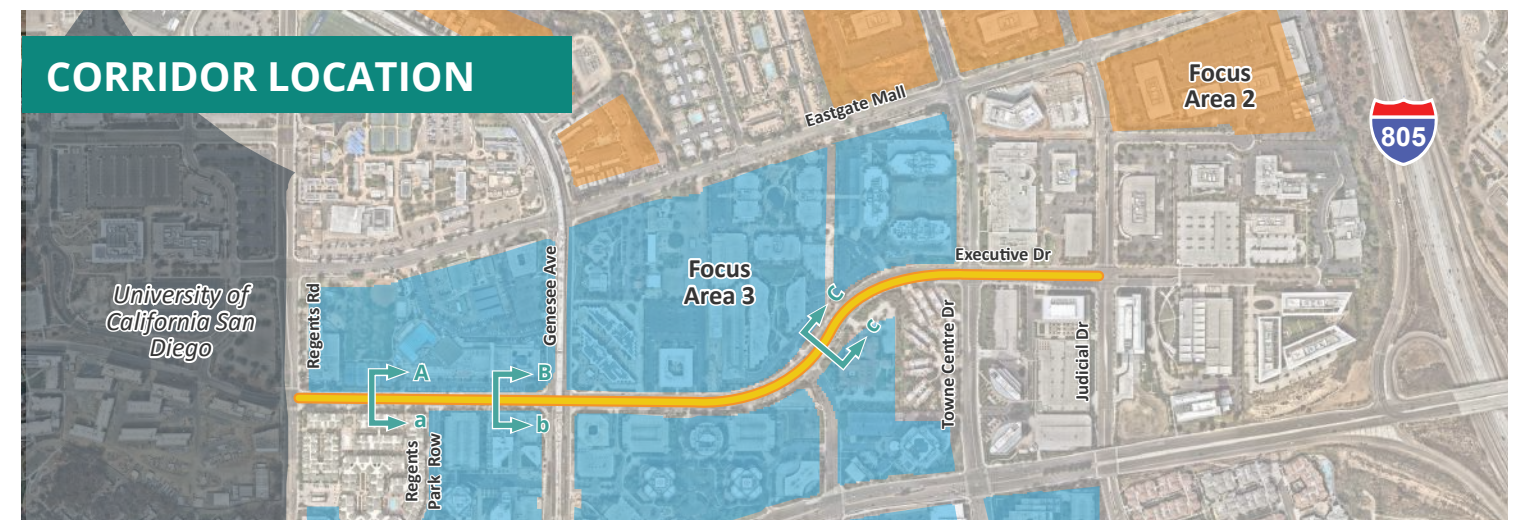 CORRIDOR LOCATION
Focus
Area 2
805
Eastgate Mall
University of
California San
Diego
Regents Rd
Genesee Ave
Focus
Area 3
Executive Dr
Towne Centre Dr
Judicial Dr
A
a
B
b
C
c
Regents
Park Row